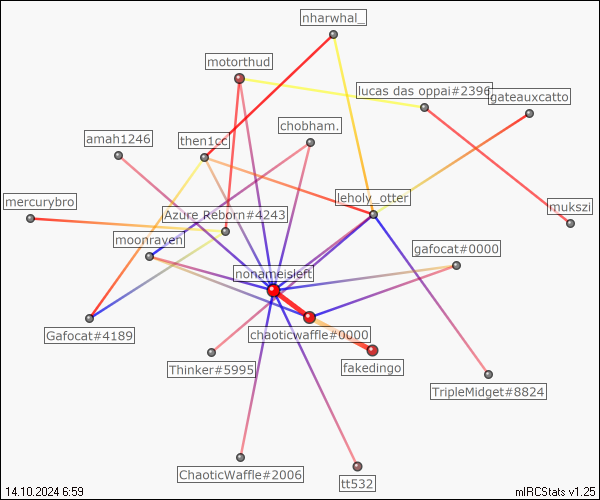 nharwhal_
motorthud
lucas das oppai#2396
gateauxcatto
chobham.
amah1246
then1cc
leholy_otter
mercurybro
mukszi
Azure Reborn#4243
moonraven
gafocat#0000
nonameisleft
Gafocat#4189
chaoticwaffle#0000
Thinker#5995
fakedingo
TripleMidget#8824
ChaoticWaffle#2006
tt532
14.10.2024 6:59
mIRCStats v1.25